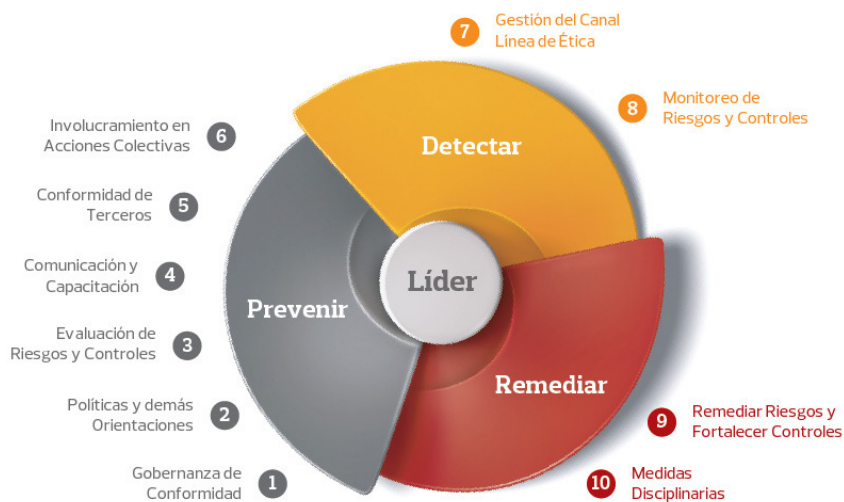 7
Gestión del Canal
Línea de Ética
8
Monitoreo de
Riesgos y Controles
6
Involucramiento en
Acciones Colectivas
Detectar
5
Conformidad de
Terceros
4
Comunicación y
Capacitación
Líder
Prevenir
3
Evaluación de
Riesgos y Controles
Remediar
2
Políticas y demás
Orientaciones
9
Remediar Riesgos y
Fortalecer Controles
1
Gobernanza de
Conformidad
10
Medidas
Disciplinarias